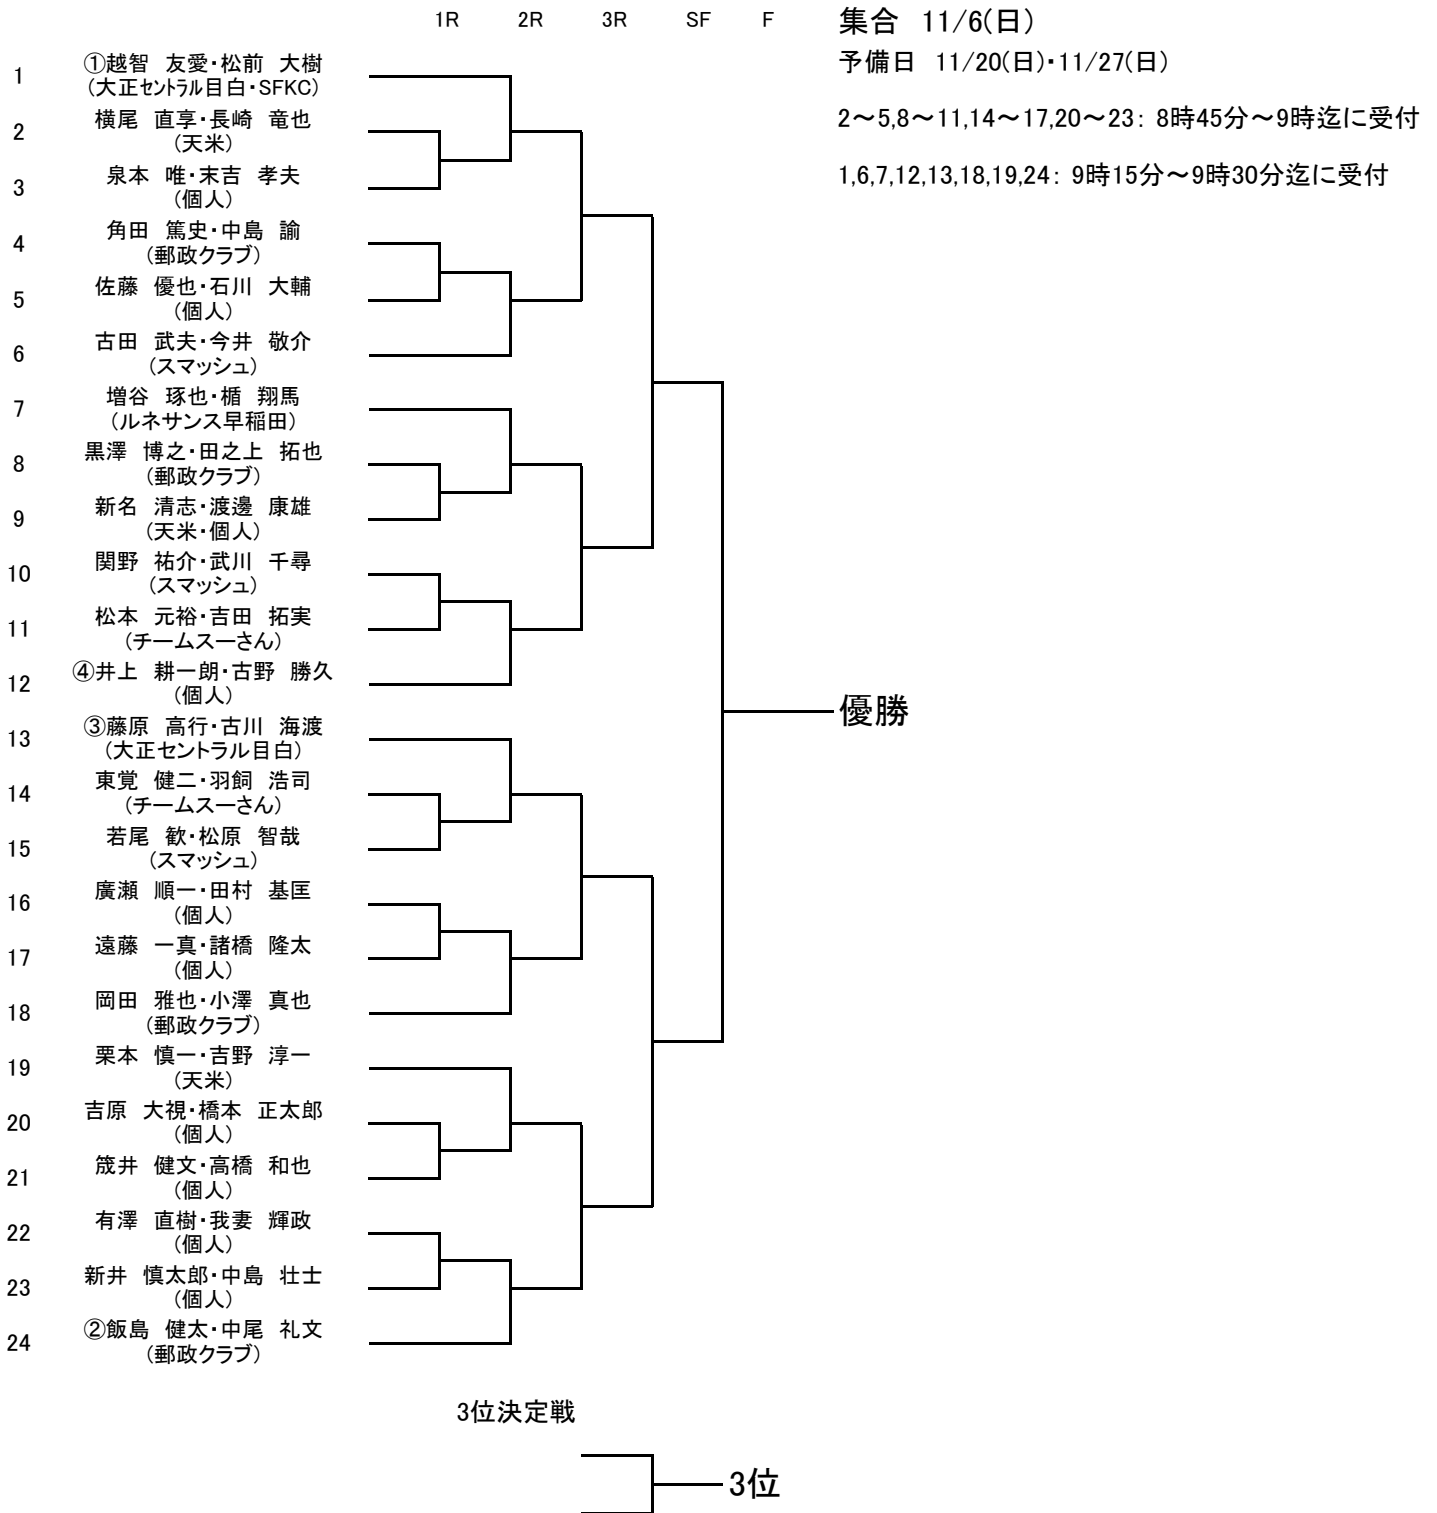 1R 2R 3R SF F 集合　11/6(日)
予備日　11/20(日)・11/27(日)
2～5,8～11,14～17,20～23: 8時45分～9時迄に受付
1,6,7,12,13,18,19,24: 9時15分～9時30分迄に受付
1 ①越智　友愛・松前　大樹
(大正セントラル目白・SFKC)
2 横尾　直享・長崎　竜也
(天米)
3 泉本　唯・末吉　孝夫
(個人)
4 角田　篤史・中島　諭
(郵政クラブ)
5 佐藤　優也・石川　大輔
(個人)
6 古田　武夫・今井　敬介
(スマッシュ)
7 増谷　琢也・楯　翔馬
(ルネサンス早稲田)
8 黒澤　博之・田之上　拓也
(郵政クラブ)
9 新名　清志・渡邊　康雄
(天米・個人)
10 関野　祐介・武川　千尋
(スマッシュ)
11 松本　元裕・吉田　拓実
(チームスーさん)
12 ④井上　耕一朗・古野　勝久
(個人)
優勝
13 ③藤原　高行・古川　海渡
(大正セントラル目白)
14 東覚　健二・羽飼　浩司
(チームスーさん)
15 若尾　歓・松原　智哉
(スマッシュ)
16 廣瀬　順一・田村　基匡
(個人)
17 遠藤　一真・諸橋　隆太
(個人)
18 岡田　雅也・小澤　真也
(郵政クラブ)
19 栗本　慎一・吉野　淳一
(天米)
20 吉原　大視・橋本　正太郎
(個人)
21 筬井　健文・高橋　和也
(個人)
22 有澤　直樹・我妻　輝政
(個人)
23 新井　慎太郎・中島　壮士
(個人)
24 ②飯島　健太・中尾　礼文
(郵政クラブ)
3位決定戦
3位